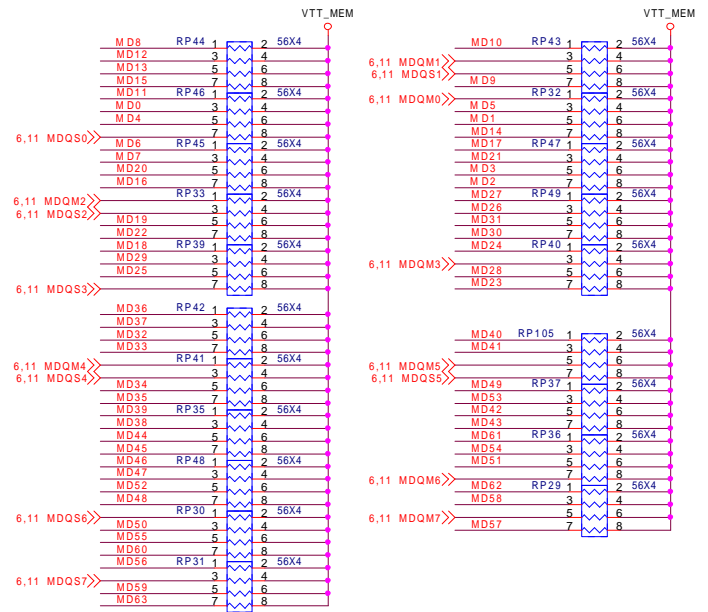 VTT_MEM
MD8 RP44 1 2 56X4
MD12 3 4
MD13 5 6
MD15 7 8
MD11 RP46 1 2 56X4
MD0 3 4
MD4 5 6
6,11 MDQS0 7 8
MD6 RP45 1 2 56X4
MD7 3 4
MD20 5 6
MD16 7 8
6,11 MDQM2 RP33 1 2 56X4
6,11 MDQS2 3 4
MD19 5 6
MD22 7 8
MD18 RP39 1 2 56X4
MD29 3 4
MD25 5 6
6,11 MDQS3 7 8
MD36 RP42 1 2 56X4
MD37 3 4
MD32 5 6
MD33 7 8
6,11 MDQM4 RP41 1 2 56X4
6,11 MDQS4 3 4
MD34 5 6
MD35 7 8
MD39 RP35 1 2 56X4
MD38 3 4
MD44 5 6
MD45 7 8
MD46 RP48 1 2 56X4
MD47 3 4
MD52 5 6
MD48 7 8
6,11 MDQS6 RP30 1 2 56X4
MD50 3 4
MD55 5 6
MD60 7 8
MD56 RP31 1 2 56X4
6,11 MDQS7 3 4
MD59 5 6
MD63 7 8
VTT_MEM
MD10 RP43 1 2 56X4
6,11 MDQM1 3 4
6,11 MDQS1 5 6
MD9 7 8
6,11 MDQM0 RP32 1 2 56X4
MD5 3 4
MD1 5 6
MD14 7 8
MD17 RP47 1 2 56X4
MD21 3 4
MD3 5 6
MD2 7 8
MD27 RP49 1 2 56X4
MD26 3 4
MD31 5 6
MD30 7 8
MD24 RP40 1 2 56X4
6,11 MDQM3 3 4
MD28 5 6
MD23 7 8
MD40 RP105 1 2 56X4
MD41 3 4
6,11 MDQM5 5 6
6,11 MDQS5 7 8
MD49 RP37 1 2 56X4
MD53 3 4
MD42 5 6
MD43 7 8
MD61 RP36 1 2 56X4
MD54 3 4
MD51 5 6
6,11 MDQM6 7 8
MD62 RP29 1 2 56X4
MD58 3 4
6,11 MDQM7 5 6
MD57 7 8